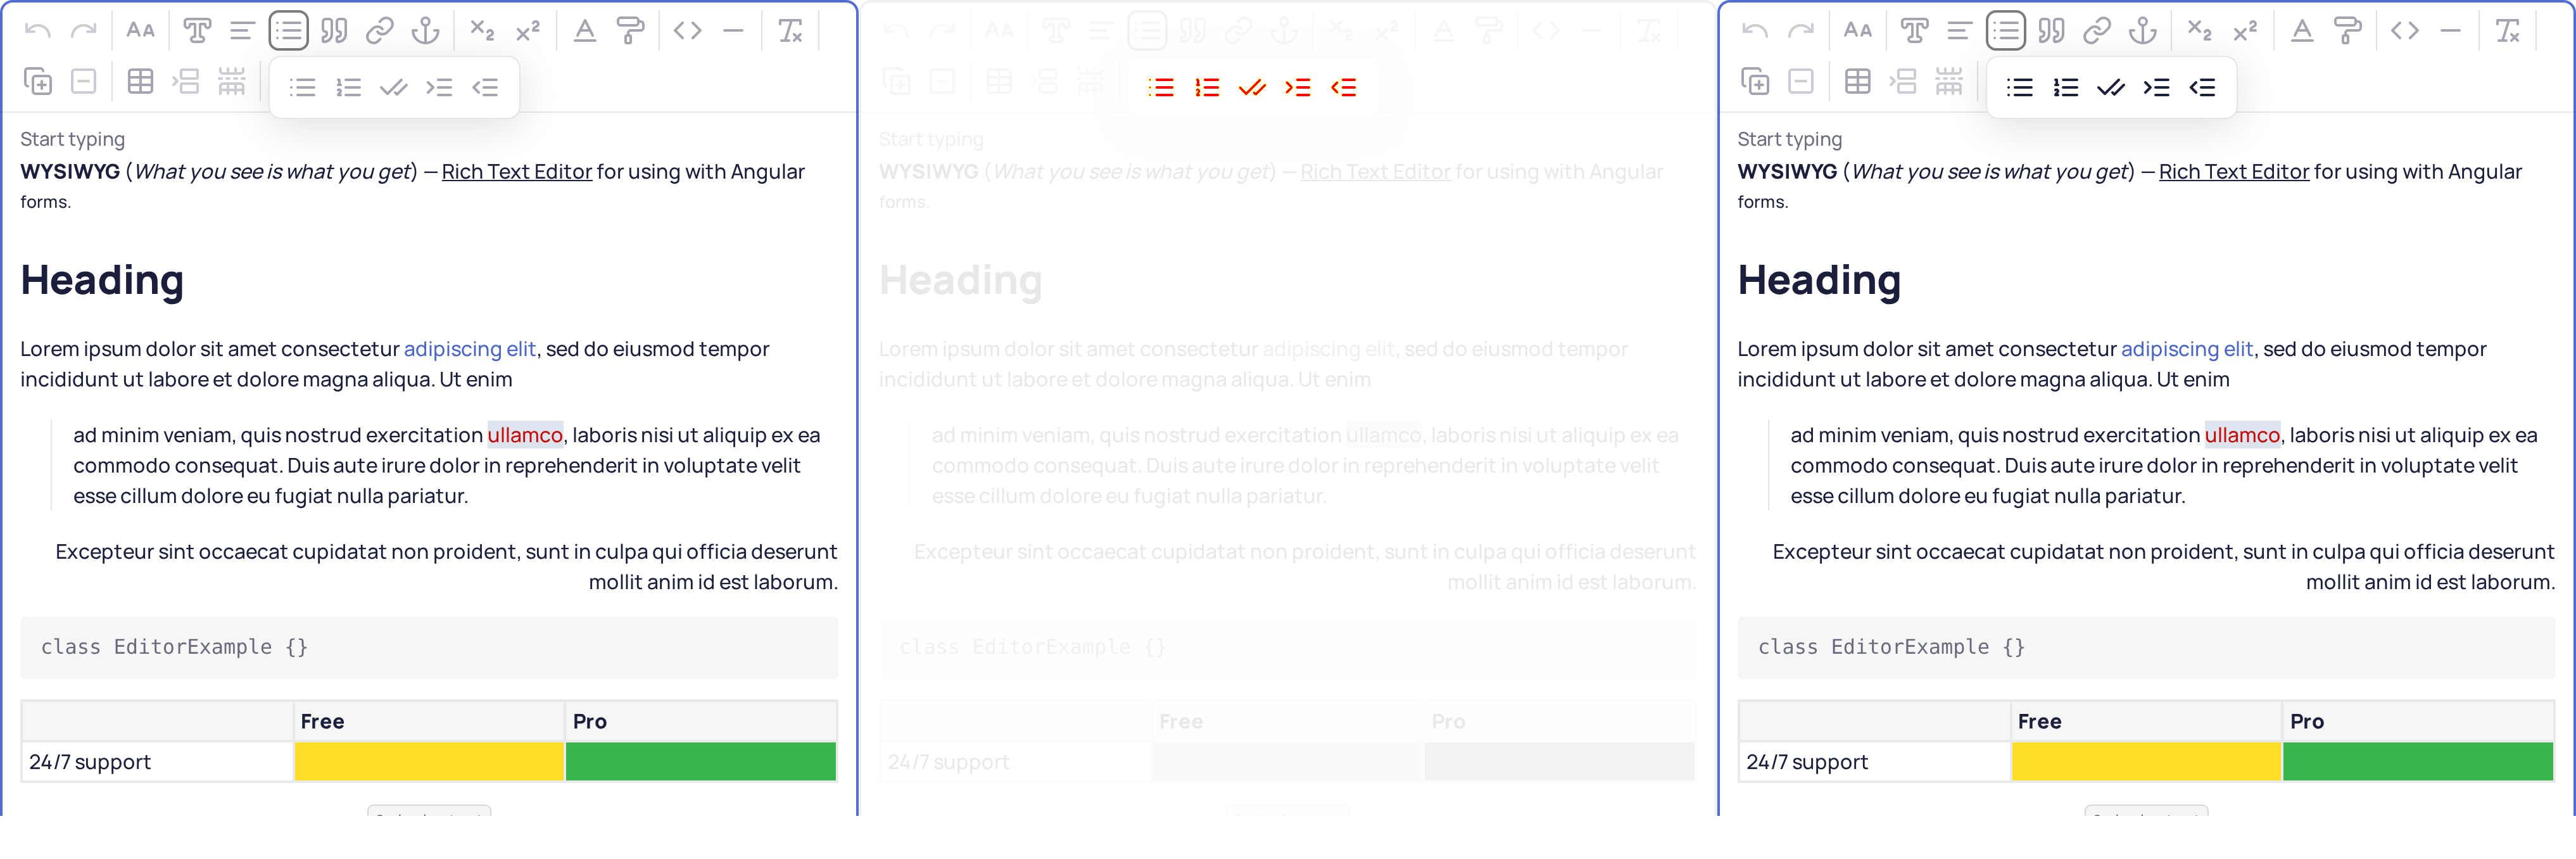 Start typing
WYSIWYG (What you see is what you get) — Rich Text Editor for using with Angular
forms.
Heading
Lorem ipsum dolor sit amet consectetur adipiscing elit, sed do eiusmod tempor
incididunt ut labore et dolore magna aliqua. Ut enim
ad minim veniam, quis nostrud exercitation ullamco, laboris nisi ut aliquip ex ea
commodo consequat. Duis aute irure dolor in reprehenderit in voluptate velit
esse cillum dolore eu fugiat nulla pariatur.
Excepteur sint occaecat cupidatat non proident, sunt in culpa qui officia deserunt
mollit anim id est laborum.
class EditorExample {}
Free Pro
24/7 support
Start typing
WYSIWYG (What you see is what you get) — Rich Text Editor for using with Angular
forms.
Heading
Lorem ipsum dolor sit amet consectetur adipiscing elit, sed do eiusmod tempor
incididunt ut labore et dolore magna aliqua. Ut enim
ad minim veniam, quis nostrud exercitation ullamco, laboris nisi ut aliquip ex ea
commodo consequat. Duis aute irure dolor in reprehenderit in voluptate velit
esse cillum dolore eu fugiat nulla pariatur.
Excepteur sint occaecat cupidatat non proident, sunt in culpa qui officia deserunt
mollit anim id est laborum.
class EditorExample {}
Free Pro
24/7 support
Start typing
WYSIWYG (What you see is what you get) — Rich Text Editor for using with Angular
forms.
Heading
Lorem ipsum dolor sit amet consectetur adipiscing elit, sed do eiusmod tempor
incididunt ut labore et dolore magna aliqua. Ut enim
ad minim veniam, quis nostrud exercitation ullamco, laboris nisi ut aliquip ex ea
commodo consequat. Duis aute irure dolor in reprehenderit in voluptate velit
esse cillum dolore eu fugiat nulla pariatur.
Excepteur sint occaecat cupidatat non proident, sunt in culpa qui officia deserunt
mollit anim id est laborum.
class EditorExample {}
Free Pro
24/7 support